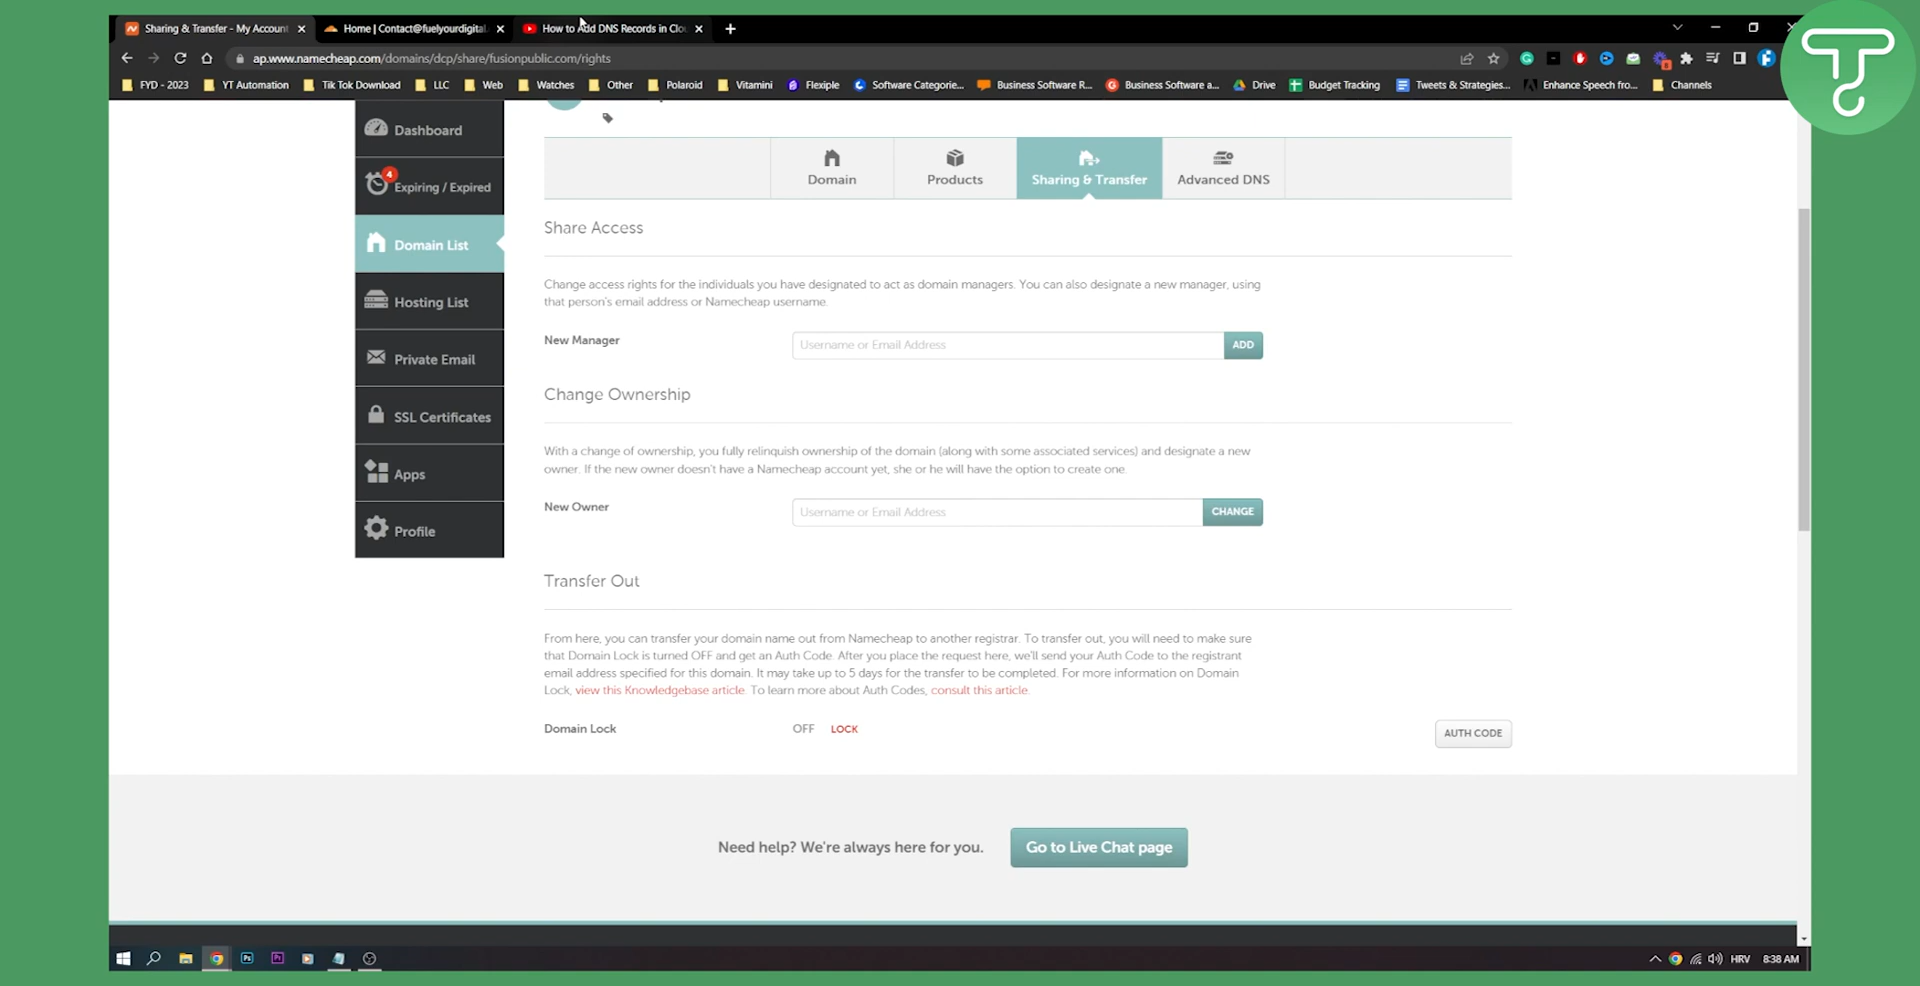 Sharing & Transfer - My Account
Home | Contact@fuelyourdigital.
How to Add DNS Records in Clou
ap.www.namecheap.com/domains/dcp/share/fusionpublic.com/rights
FYD - 2023
YT Automation
Tik Tok Download
LLC
Web
Watches
Other
Polaroid
Vitamini
Flexiple
Software Categorie...
Business Software R...
Business Software a...
Drive
Budget Tracking
Tweets & Strategies...
Enhance Speech fro...
Channels
Dashboard
4
Expiring / Expired
Domain List
Hosting List
Private Email
SSL Certificates
Apps
Profile
Domain
Products
Sharing & Transfer
Advanced DNS
Share Access
Change access rights for the individuals you have designated to act as domain managers. You can also designate a new manager, using
that person's email address or Namecheap username.
New Manager
Username or Email Address
ADD
Change Ownership
With a change of ownership, you fully relinquish ownership of the domain (along with some associated services) and designate a new
owner. If the new owner doesn't have a Namecheap account yet, she or he will have the option to create one.
New Owner
Username or Email Address
CHANGE
Transfer Out
From here, you can transfer your domain name out from Namecheap to another registrar. To transfer out, you will need to make sure
that Domain Lock is turned OFF and get an Auth Code. After you place the request here, we'll send your Auth Code to the registrant
email address specified for this domain. It may take up to 5 days for the transfer to be completed. For more information on Domain
Lock, view this Knowledgebase article. To learn more about Auth Codes, consult this article.
Domain Lock
OFF
LOCK
AUTH CODE
Need help? We're always here for you.
Go to Live Chat page
Ps
Pr
HRV
8:38 AM